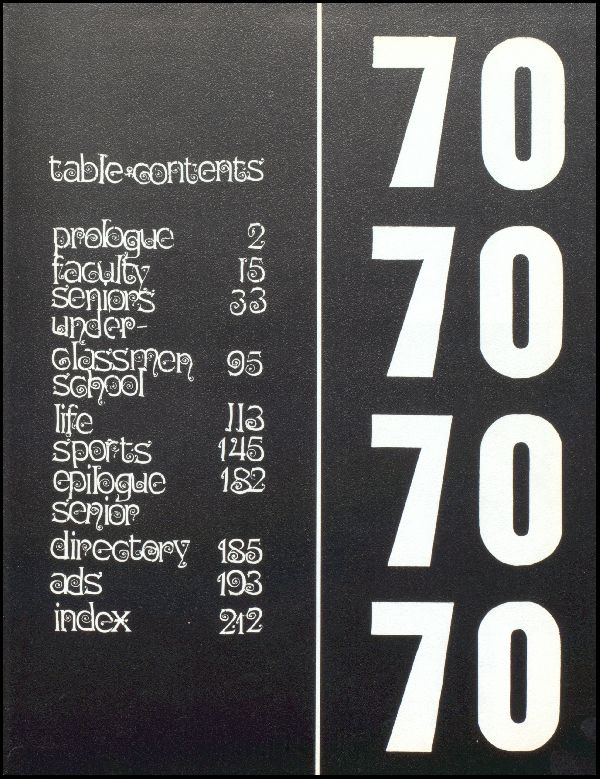 table of contents
prologue 2
faculty 15
seniors 33
under-
classmen 95
school
life 113
sports 145
epilogue 182
senior
directory 185
ads 193
index 212
70
70
70
70